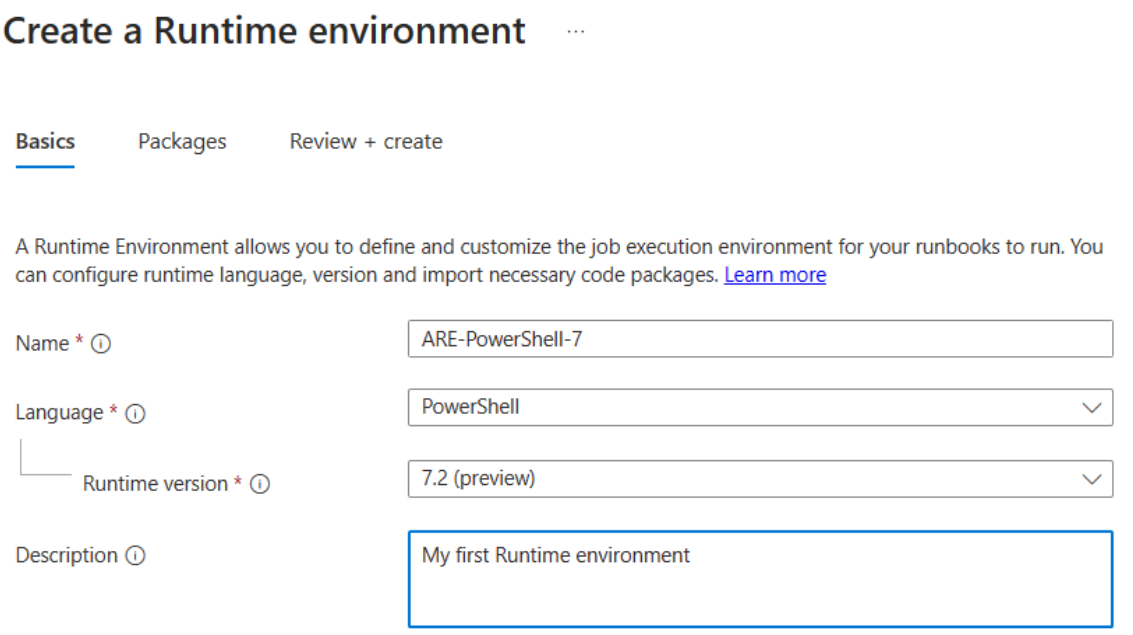 Create a Runtime environment ...
Basics Packages Review + create
A Runtime Environment allows you to define and customize the job execution environment for your runbooks to run. You
can configure runtime language, version and import necessary code packages. Learn more
Name * ARE-PowerShell-7
Language * PowerShell
Runtime version * 7.2 (preview)
Description My first Runtime environment